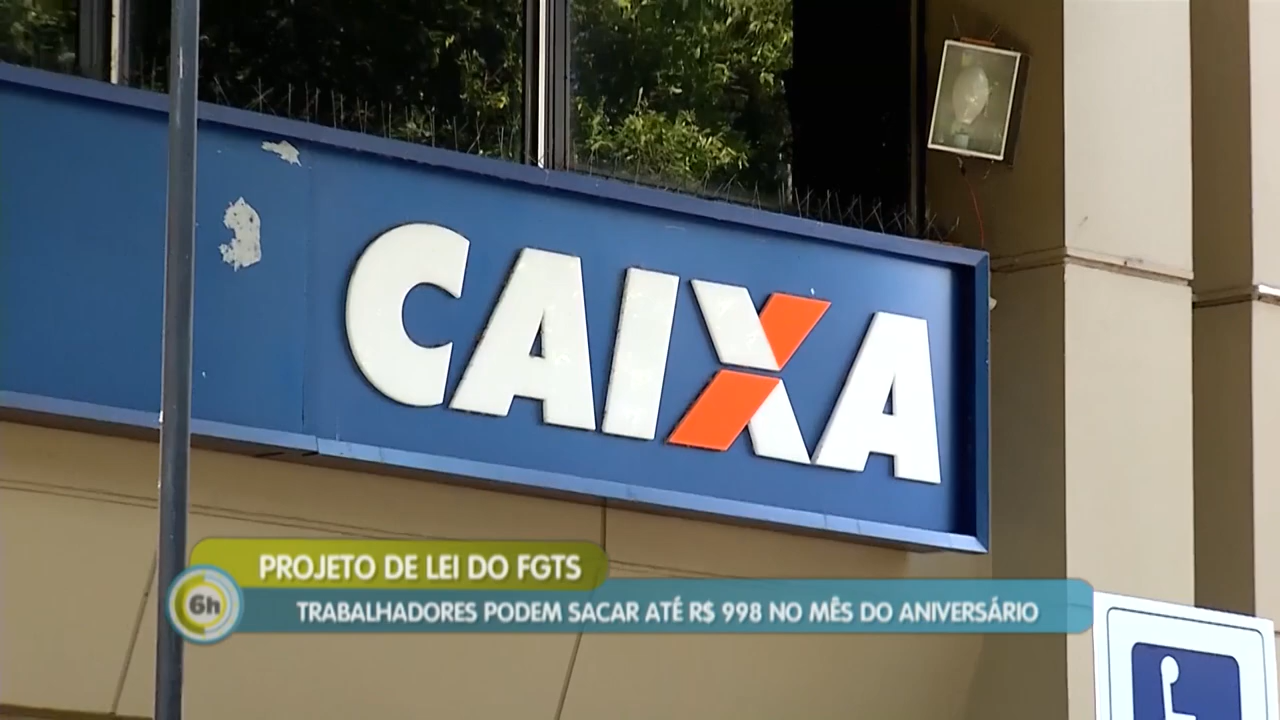 CAIXA
PROJETO DE LEI DO FGTS
6h
TRABALHADORES PODEM SACAR ATÉ R$ 998 NO MÊS DO ANIVERSÁRIO